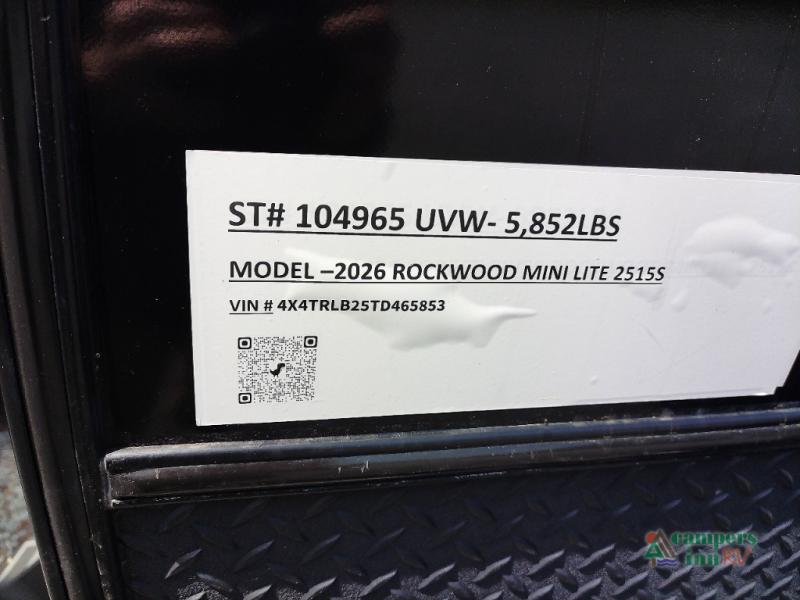 ST# 104965 UVW- 5,852LBS
MODEL –2026 ROCKWOOD MINI LITE 2515S
VIN # 4X4TRLB25TD465853
campers
inn RV